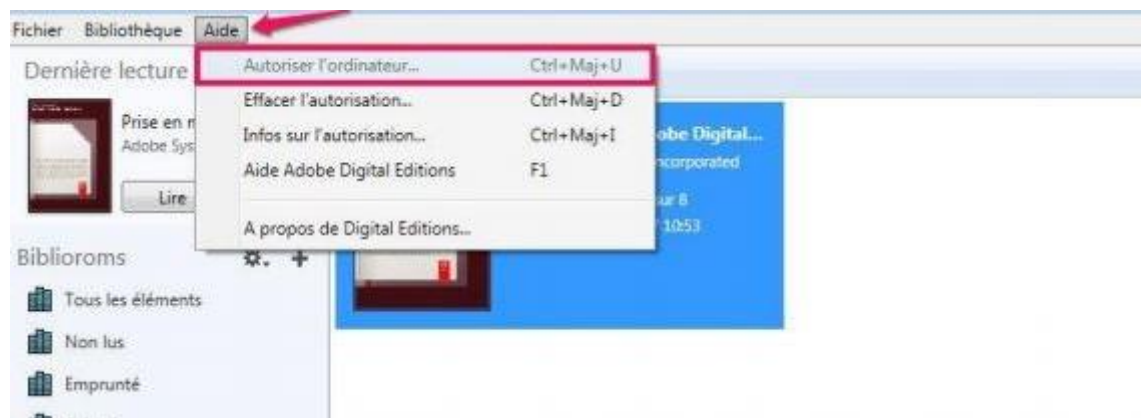 Fichier Bibliothèque Aide
Dernière lecture
Autoriser l'ordinateur... Ctrl+Maj+U
Effacer l'autorisation... Ctrl+Maj+D
Prise en
Infos sur l'autorisation... Ctrl+Maj+I
obe Digital...
Adobe Sys
ncorporated
Aide Adobe Digital Editions F1
Lire
sur 8
A propos de Digital Editions...
10:53
Biblioroms
Tous les éléments
Non lus
Emprunté